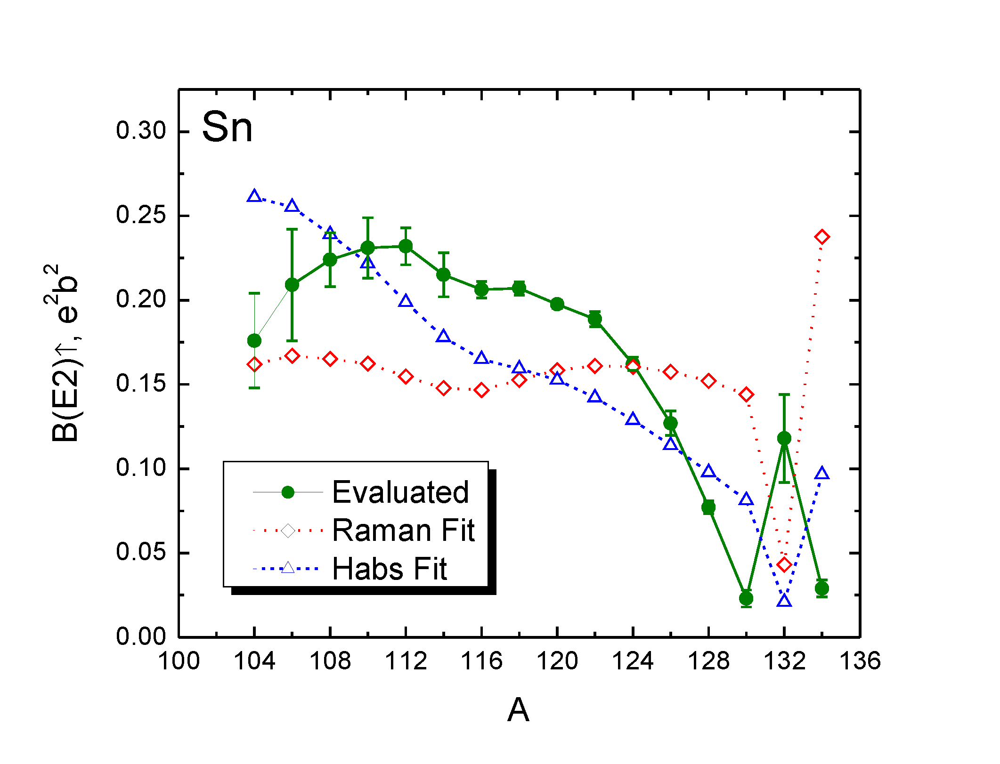 Sn
0.30
0.25
0.20
0.15
0.10
0.05
0.00
B(E2)↑, e²b²
Evaluated
Raman Fit
Habs Fit
100 104 108 112 116 120 124 128 132 136
A